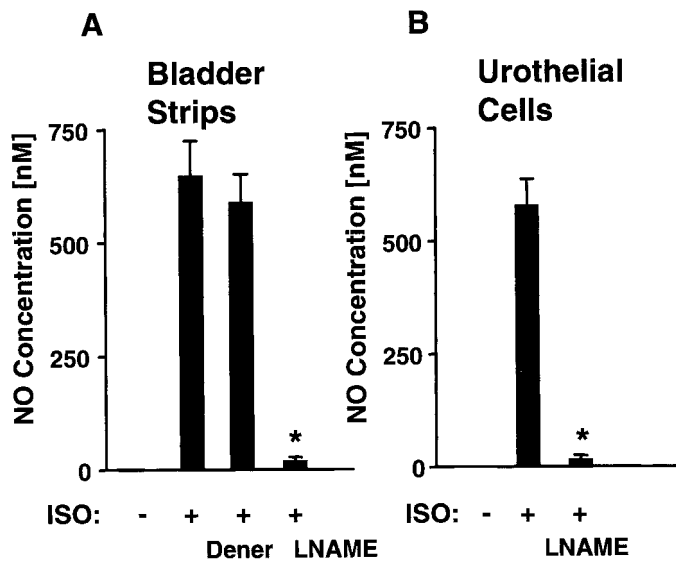 A
Bladder
Strips
NO Concentration [nM]
750
500
250
0
*
ISO: - + + +
Dener LNAME
B
Urothelial
Cells
NO Concentration [nM]
750
500
250
0
*
ISO: - + +
LNAME